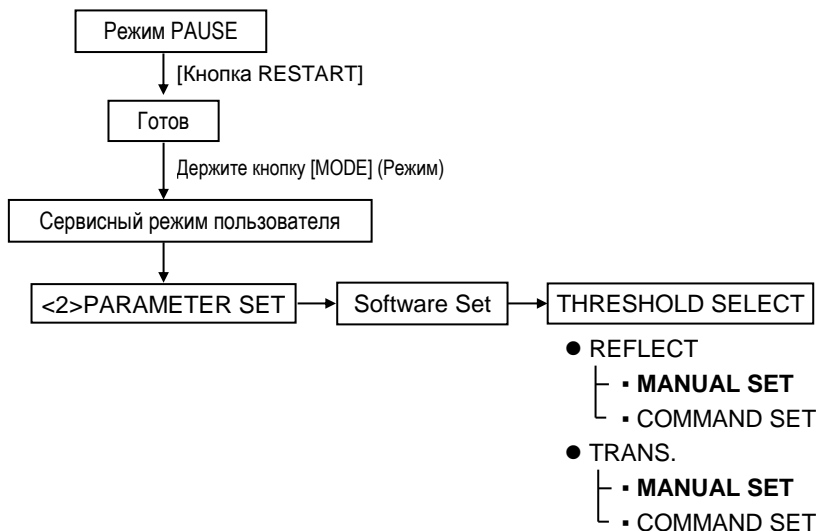 Режим PAUSE
[Кнопка RESTART]
Готов
Держите кнопку [MODE] (Режим)
Сервисный режим пользователя
<2>PARAMETER SET
Software Set
THRESHOLD SELECT
● REFLECT
▪ MANUAL SET
▪ COMMAND SET
● TRANS.
▪ MANUAL SET
▪ COMMAND SET